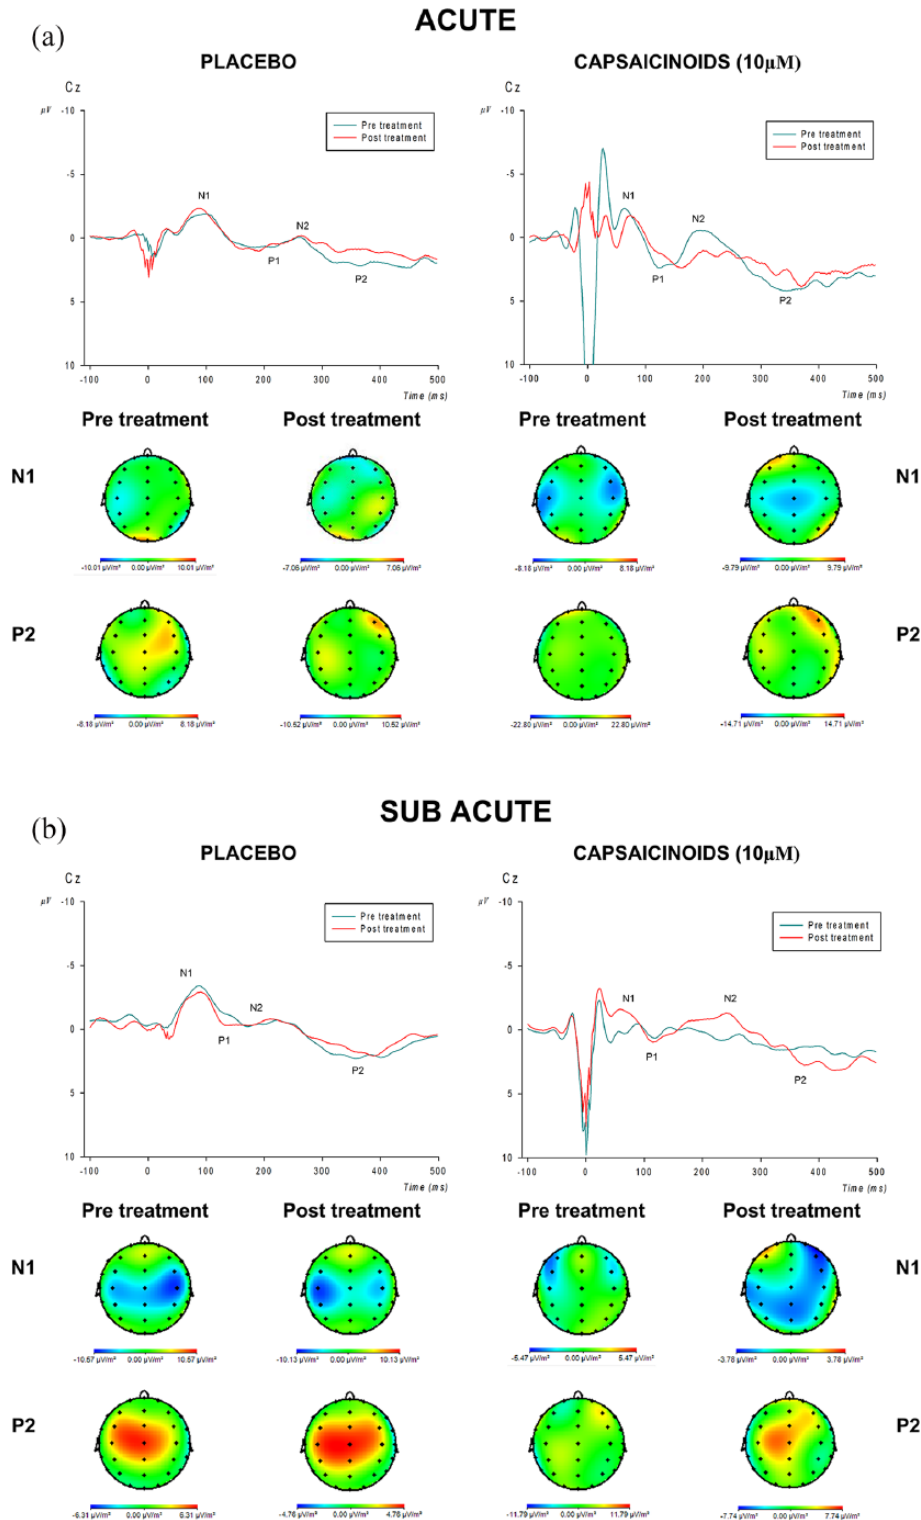 ACUTE
(a)
PLACEBO
CAPSAICINOIDS (10µM)
Cz
µV -10
Pre treatment
Post treatment
-5
N1
N2
0
P1
P2
5
10
-100 0 100 200 300 400 500
Time (ms)
Cz
µV -10
Pre treatment
Post treatment
-5
N1
N2
0
P1
P2
5
10
-100 0 100 200 300 400 500
Time (ms)
Pre treatment Post treatment Pre treatment Post treatment
N1 N1
-10.01 µV/m² 0.00 µV/m² 10.01 µV/m²
-7.06 µV/m² 0.00 µV/m² 7.06 µV/m²
-8.18 µV/m² 0.00 µV/m² 8.18 µV/m²
-9.79 µV/m² 0.00 µV/m² 9.79 µV/m²
P2 P2
-8.18 µV/m² 0.00 µV/m² 8.18 µV/m²
-10.52 µV/m² 0.00 µV/m² 10.52 µV/m²
-22.80 µV/m² 0.00 µV/m² 22.80 µV/m²
-14.71 µV/m² 0.00 µV/m² 14.71 µV/m²
SUB ACUTE
(b)
PLACEBO
CAPSAICINOIDS (10µM)
Cz
µV -10
Pre treatment
Post treatment
-5
N1
N2
0
P1
P2
5
10
-100 0 100 200 300 400 500
Time (ms)
Cz
µV -10
Pre treatment
Post treatment
-5
N1
N2
0
P1
P2
5
10
-100 0 100 200 300 400 500
Time (ms)
Pre treatment Post treatment Pre treatment Post treatment
N1 N1
-10.57 µV/m² 0.00 µV/m² 10.57 µV/m²
-10.13 µV/m² 0.00 µV/m² 10.13 µV/m²
-5.47 µV/m² 0.00 µV/m² 5.47 µV/m²
-3.78 µV/m² 0.00 µV/m² 3.78 µV/m²
P2 P2
-6.31 µV/m² 0.00 µV/m² 6.31 µV/m²
-4.76 µV/m² 0.00 µV/m² 4.76 µV/m²
-11.79 µV/m² 0.00 µV/m² 11.79 µV/m²
-7.74 µV/m² 0.00 µV/m² 7.74 µV/m²